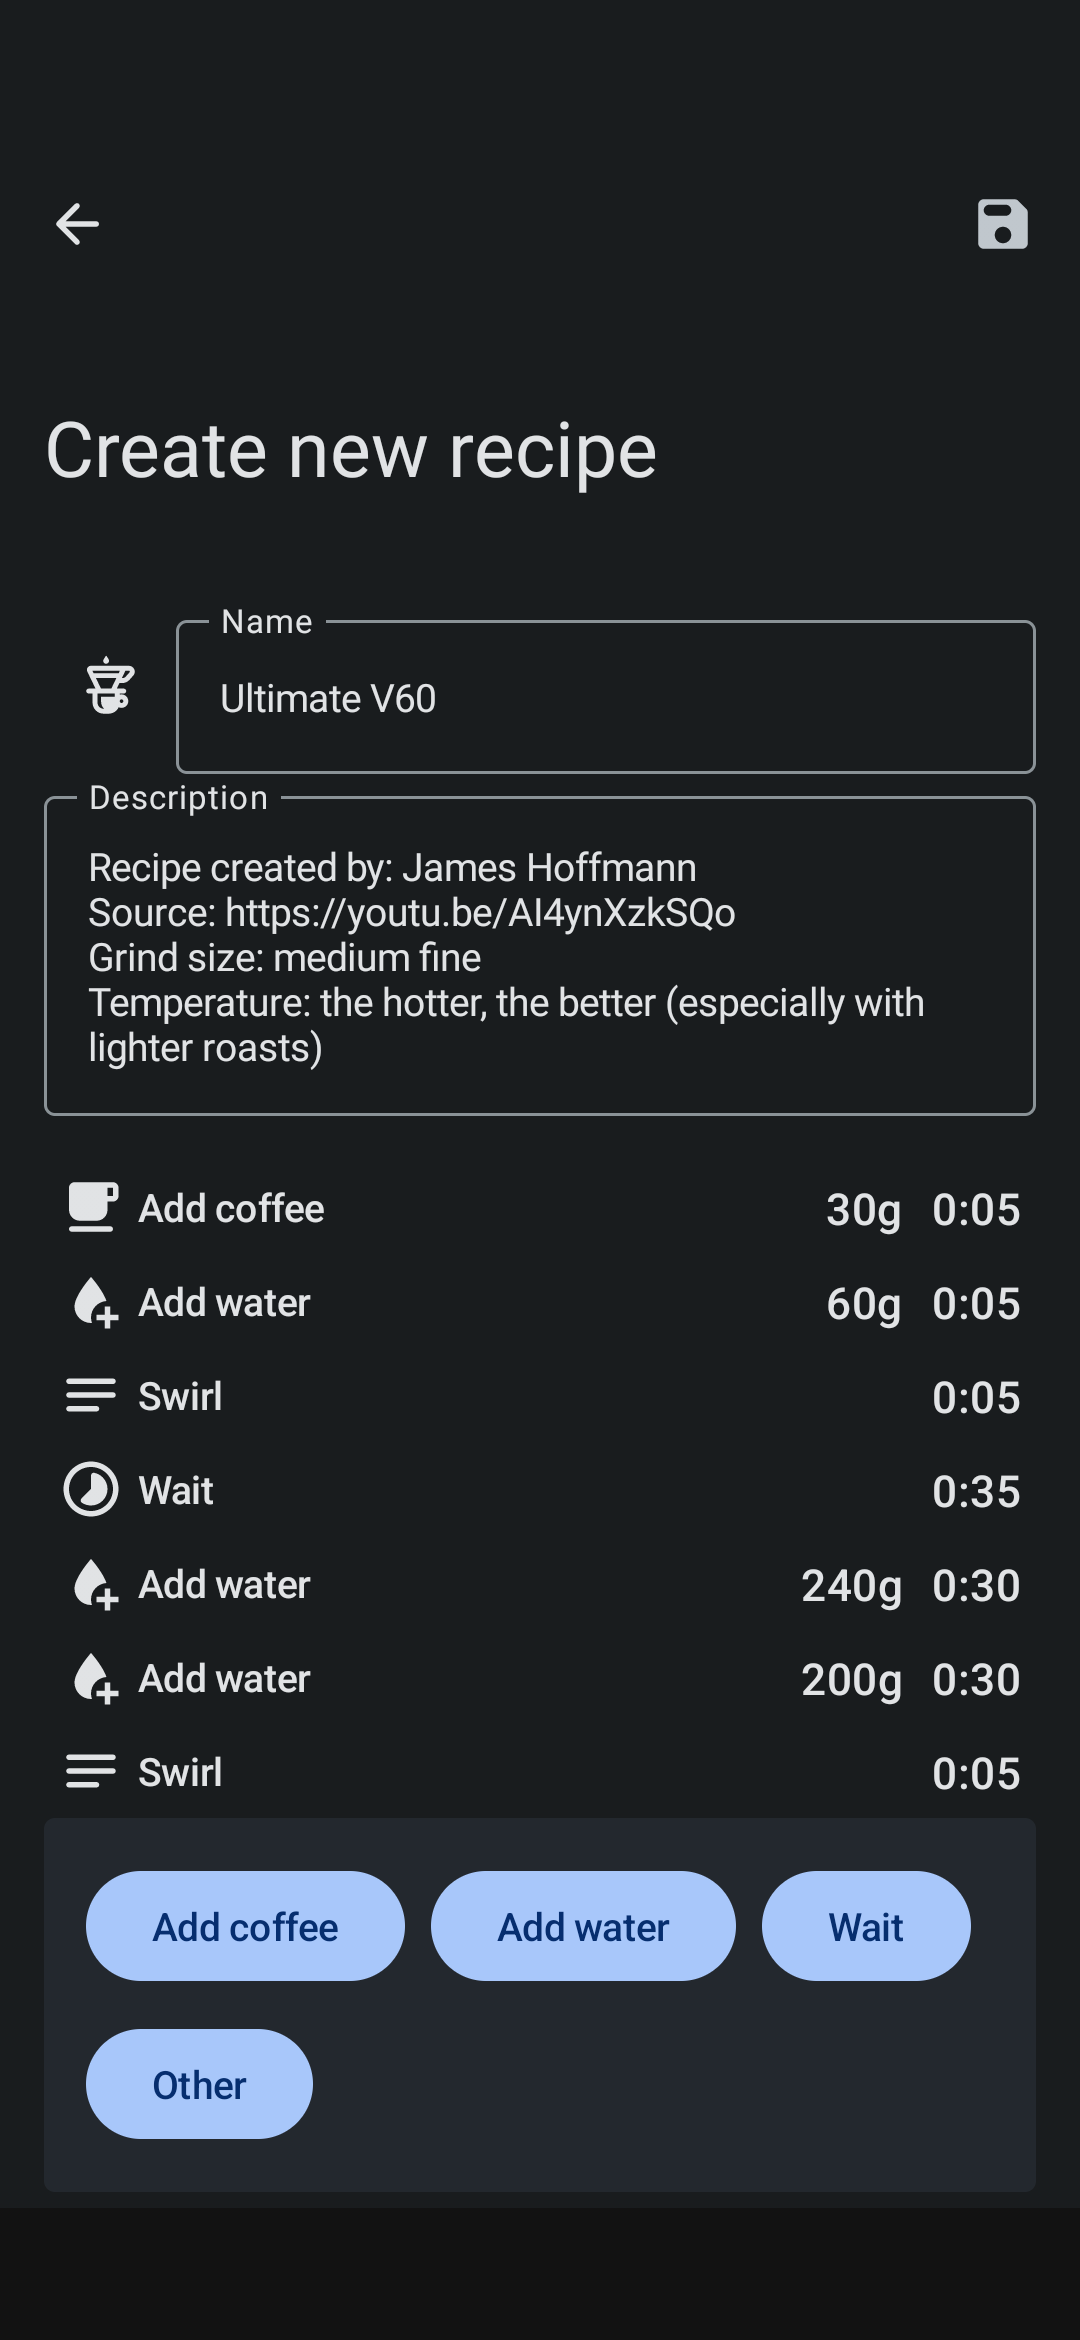 Create new recipe
Name
Ultimate V60
Description
Recipe created by: James Hoffmann
Source: https://youtu.be/AI4ynXzkSQo
Grind size: medium fine
Temperature: the hotter, the better (especially with
lighter roasts)
Add coffee 30g 0:05
Add water 60g 0:05
Swirl 0:05
Wait 0:35
Add water 240g 0:30
Add water 200g 0:30
Swirl 0:05
Add coffee Add water Wait
Other